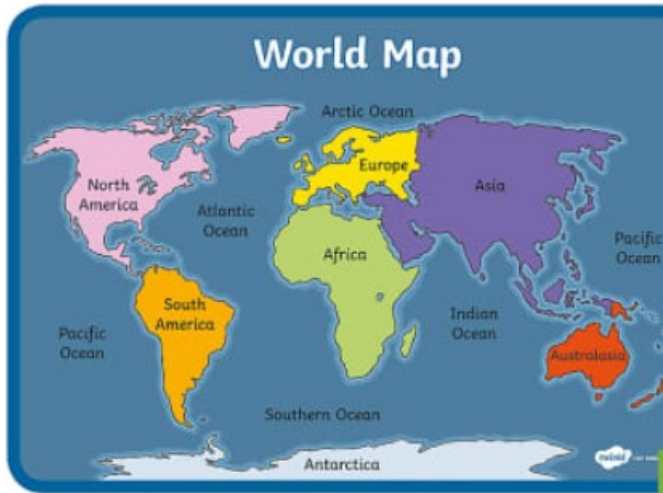 World Map
Arctic Ocean
Europe
Asia
North
America
Atlantic
Ocean
Africa
Pacific
Ocean
South
America
Indian
Ocean
Pacific
Ocean
Australasia
Southern Ocean
Antarctica
twinkl